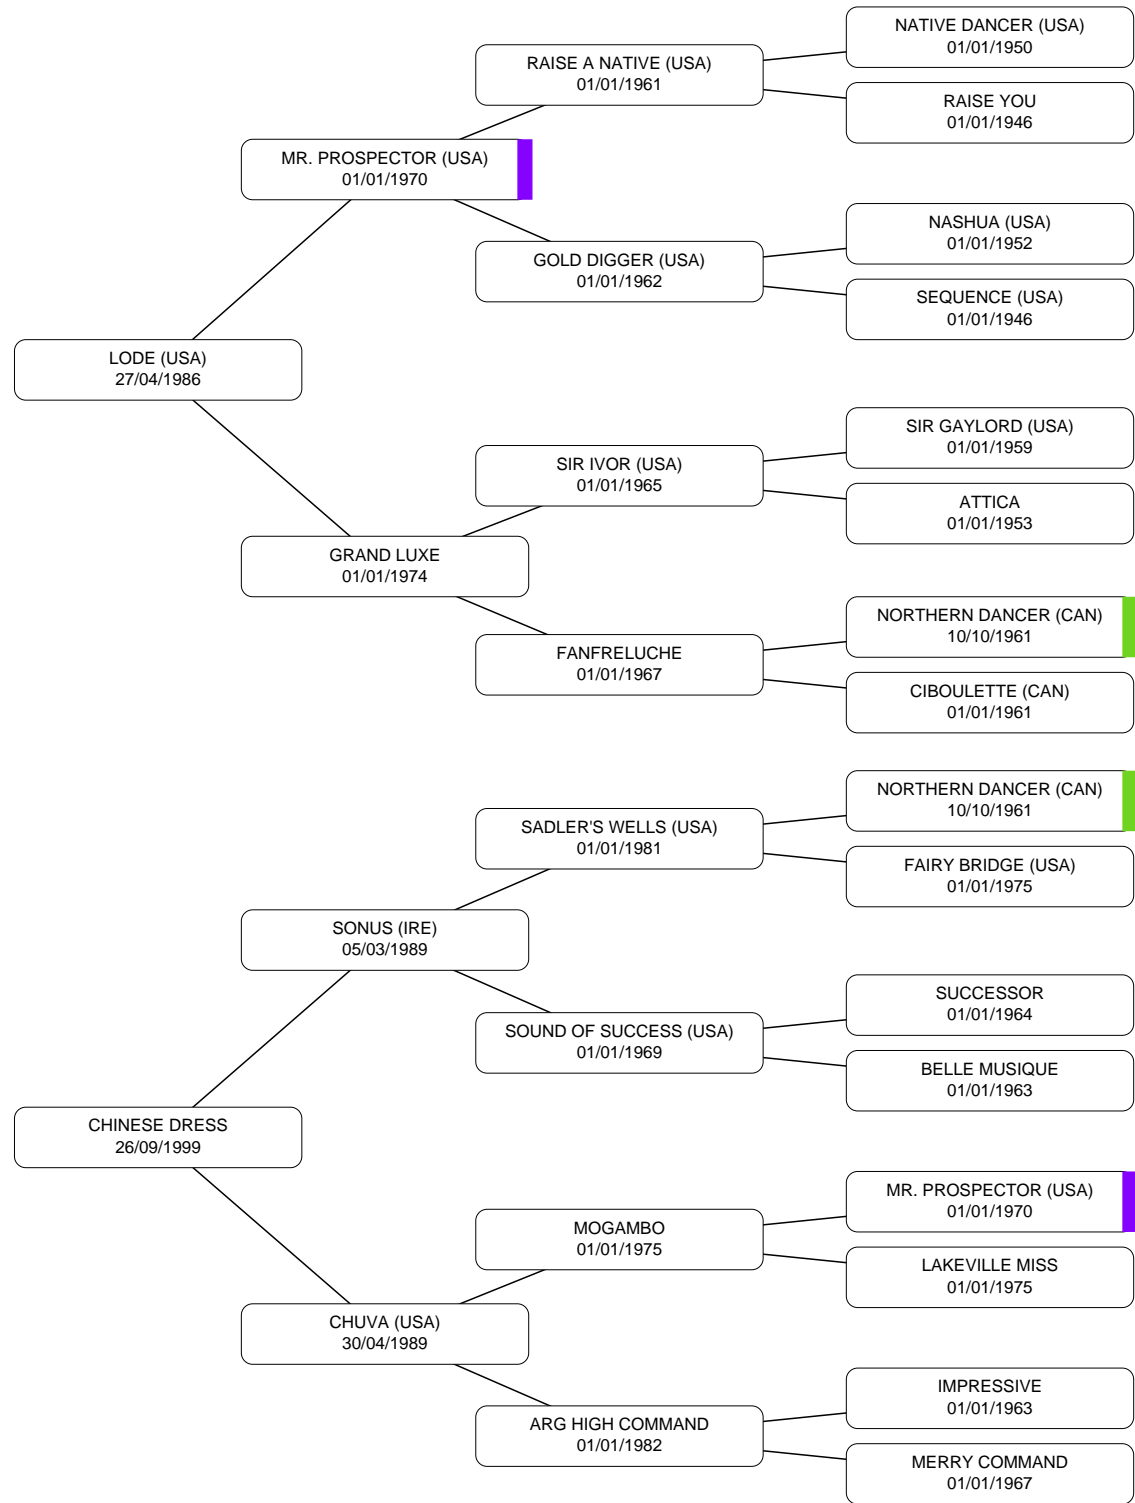 NATIVE DANCER (USA)
01/01/1950
RAISE A NATIVE (USA)
01/01/1961
RAISE YOU
01/01/1946
MR. PROSPECTOR (USA)
01/01/1970
NASHUA (USA)
01/01/1952
GOLD DIGGER (USA)
01/01/1962
SEQUENCE (USA)
01/01/1946
LODE (USA)
27/04/1986
SIR GAYLORD (USA)
01/01/1959
SIR IVOR (USA)
01/01/1965
ATTICA
01/01/1953
GRAND LUXE
01/01/1974
NORTHERN DANCER (CAN)
10/10/1961
FANFRELUCHE
01/01/1967
CIBOULETTE (CAN)
01/01/1961
NORTHERN DANCER (CAN)
10/10/1961
SADLER'S WELLS (USA)
01/01/1981
FAIRY BRIDGE (USA)
01/01/1975
SONUS (IRE)
05/03/1989
SUCCESSOR
01/01/1964
SOUND OF SUCCESS (USA)
01/01/1969
BELLE MUSIQUE
01/01/1963
CHINESE DRESS
26/09/1999
MR. PROSPECTOR (USA)
01/01/1970
MOGAMBO
01/01/1975
LAKEVILLE MISS
01/01/1975
CHUVA (USA)
30/04/1989
IMPRESSIVE
01/01/1963
ARG HIGH COMMAND
01/01/1982
MERRY COMMAND
01/01/1967